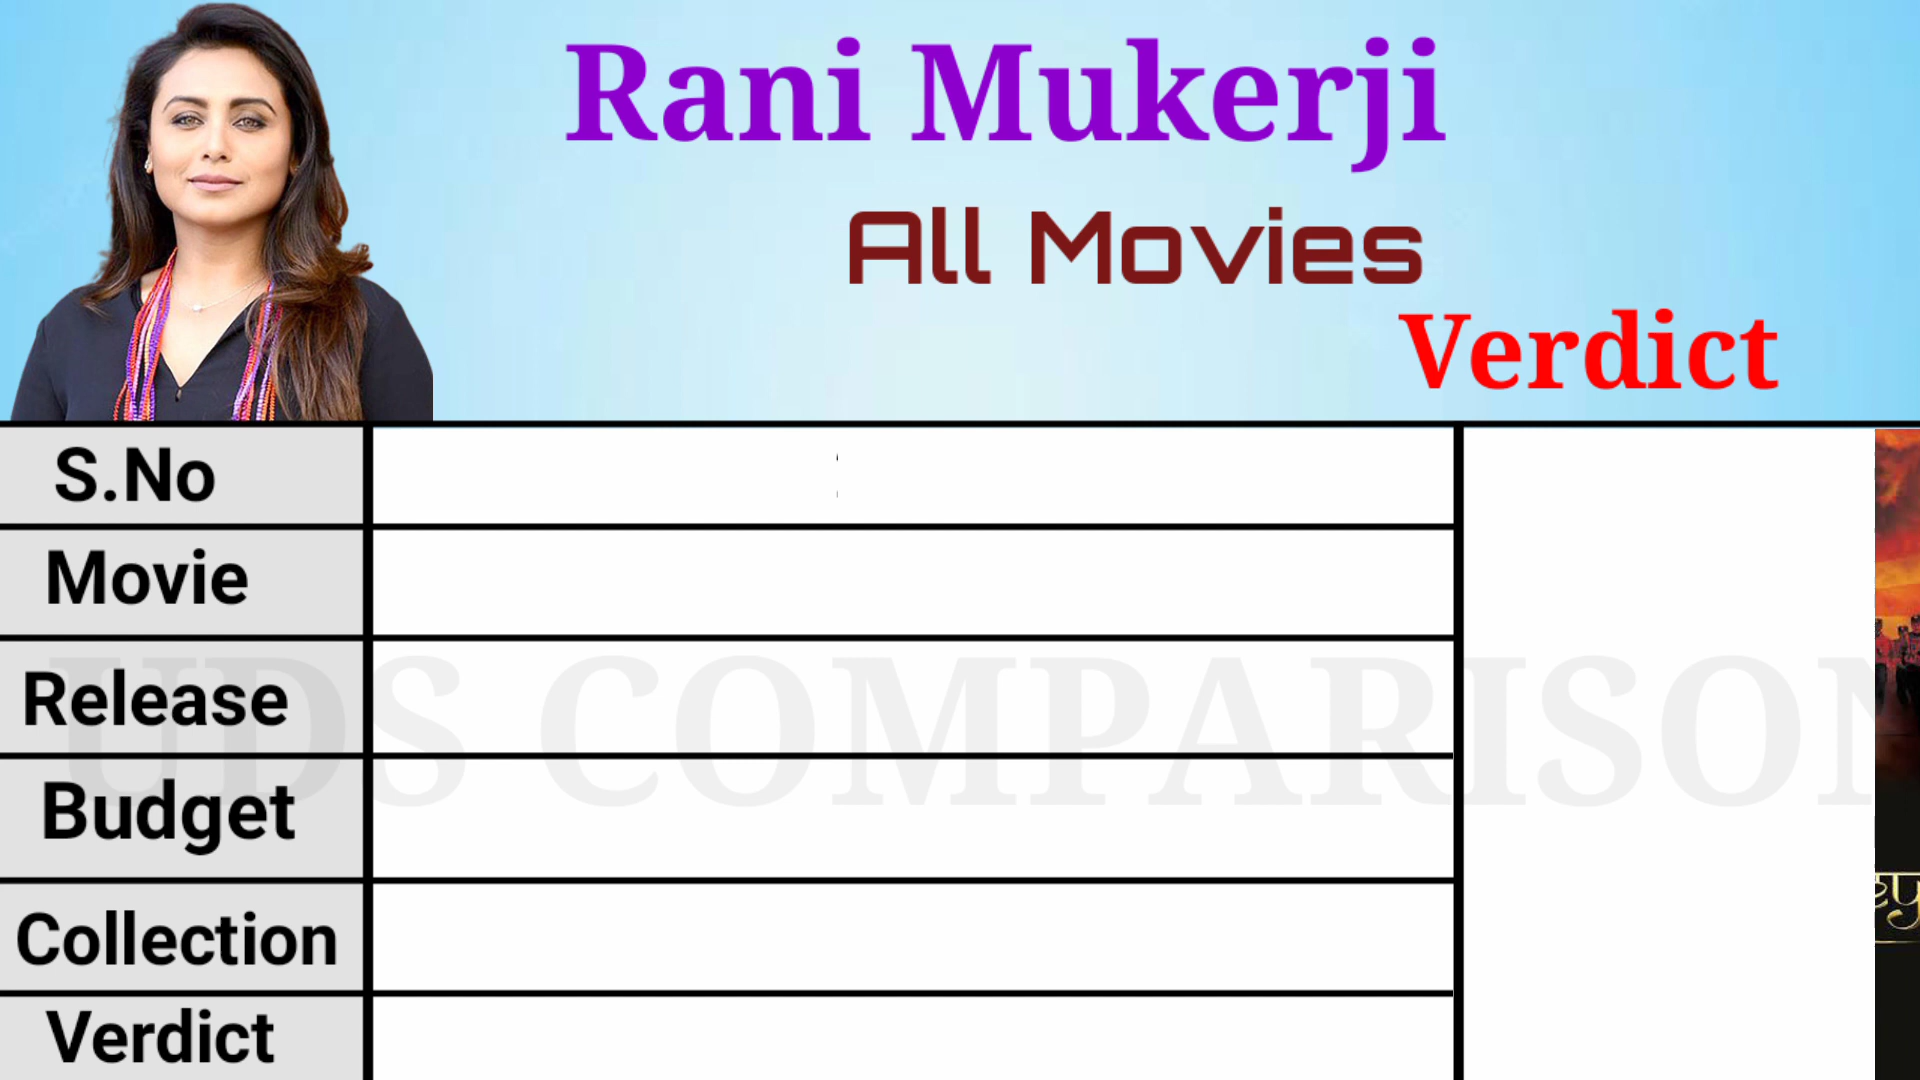 Rani Mukerji
All Movies
Verdict
S.No
Movie
Release
UDS COMPARISON
Budget
Collection
Verdict